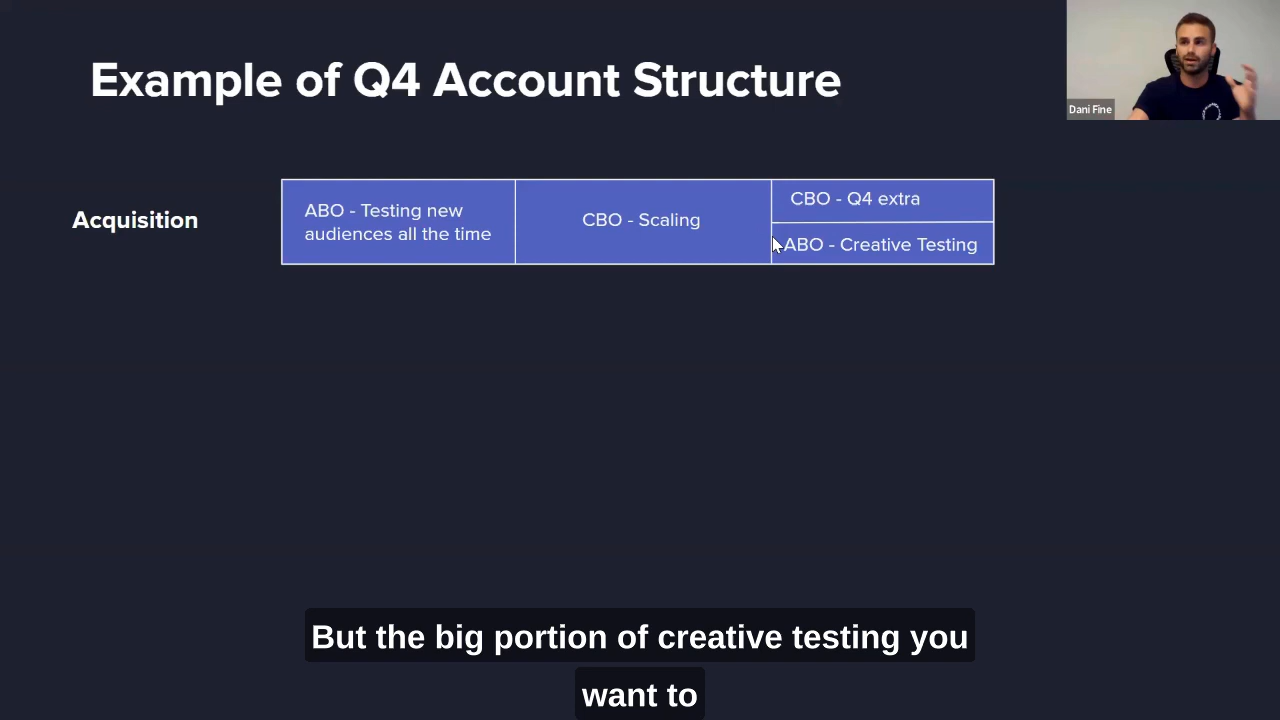 Example of Q4 Account Structure
Dani Fine
Acquisition
ABO - Testing new
audiences all the time
CBO - Scaling
CBO - Q4 extra
ABO - Creative Testing
But the big portion of creative testing you
want to